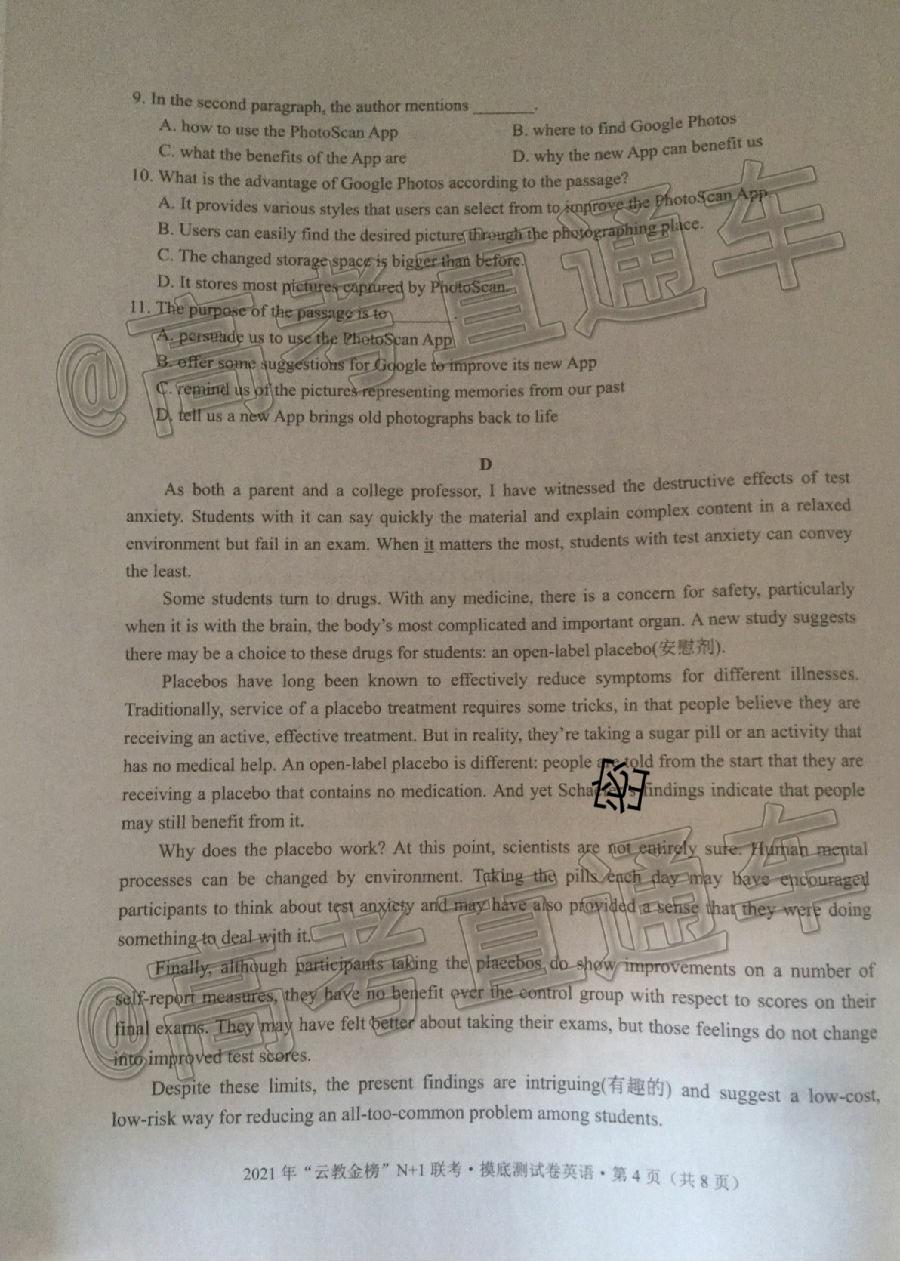 9. In the second paragraph, the author mentions ________.
A. how to use the PhotoScan App B. where to find Google Photos
C. what the benefits of the App are D. why the new App can benefit us
10. What is the advantage of Google Photos according to the passage?
A. It provides various styles that users can select from to improve the PhotoScan App.
B. Users can easily find the desired picture through the photographing place.
C. The changed storage space is bigger than before.
D. It stores most pictures captured by PhotoScan.
11. The purpose of the passage is to ________.
A. persuade us to use the PhotoScan App
B. offer some suggestions for Google to improve its new App
C. remind us of the pictures representing memories from our past
D. tell us a new App brings old photographs back to life
@高考直通车
D
As both a parent and a college professor, I have witnessed the destructive effects of test
anxiety. Students with it can say quickly the material and explain complex content in a relaxed
environment but fail in an exam. When it matters the most, students with test anxiety can convey
the least.
Some students turn to drugs. With any medicine, there is a concern for safety, particularly
when it is with the brain, the body's most complicated and important organ. A new study suggests
there may be a choice to these drugs for students: an open-label placebo(安慰剂).
Placebos have long been known to effectively reduce symptoms for different illnesses.
Traditionally, service of a placebo treatment requires some tricks, in that people believe they are
receiving an active, effective treatment. But in reality, they're taking a sugar pill or an activity that
has no medical help. An open-label placebo is different: people are told from the start that they are
receiving a placebo that contains no medication. And yet findings indicate that people
密
may still benefit from it.
Why does the placebo work? At this point, scientists are not entirely sure. Human mental
processes can be changed by environment. Taking the pills each day may have encouraged
participants to think about test anxiety and may have also provided a sense that they were doing
something to deal with it.
@高考直通车
Finally, although participants taking the placebos do show improvements on a number of
self-report measures, they have no benefit over the control group with respect to scores on their
final exams. They may have felt better about taking their exams, but those feelings do not change
into improved test scores.
Despite these limits, the present findings are intriguing(有趣的) and suggest a low-cost,
low-risk way for reducing an all-too-common problem among students.
2021 年 “云教金榜” N+1 联考·摸底测试卷英语·第 4 页（共 8 页）